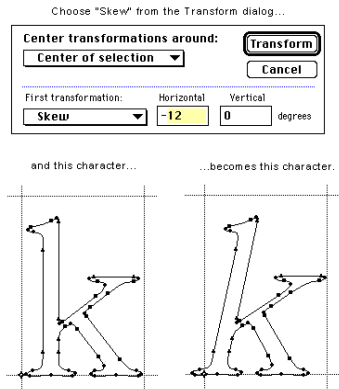 Choose "Skew" from the Transform dialog...
Center transformations around:
Center of selection
Transform
Cancel
First transformation: Horizontal Vertical
Skew -12 0 degrees
and this character... ...becomes this character.